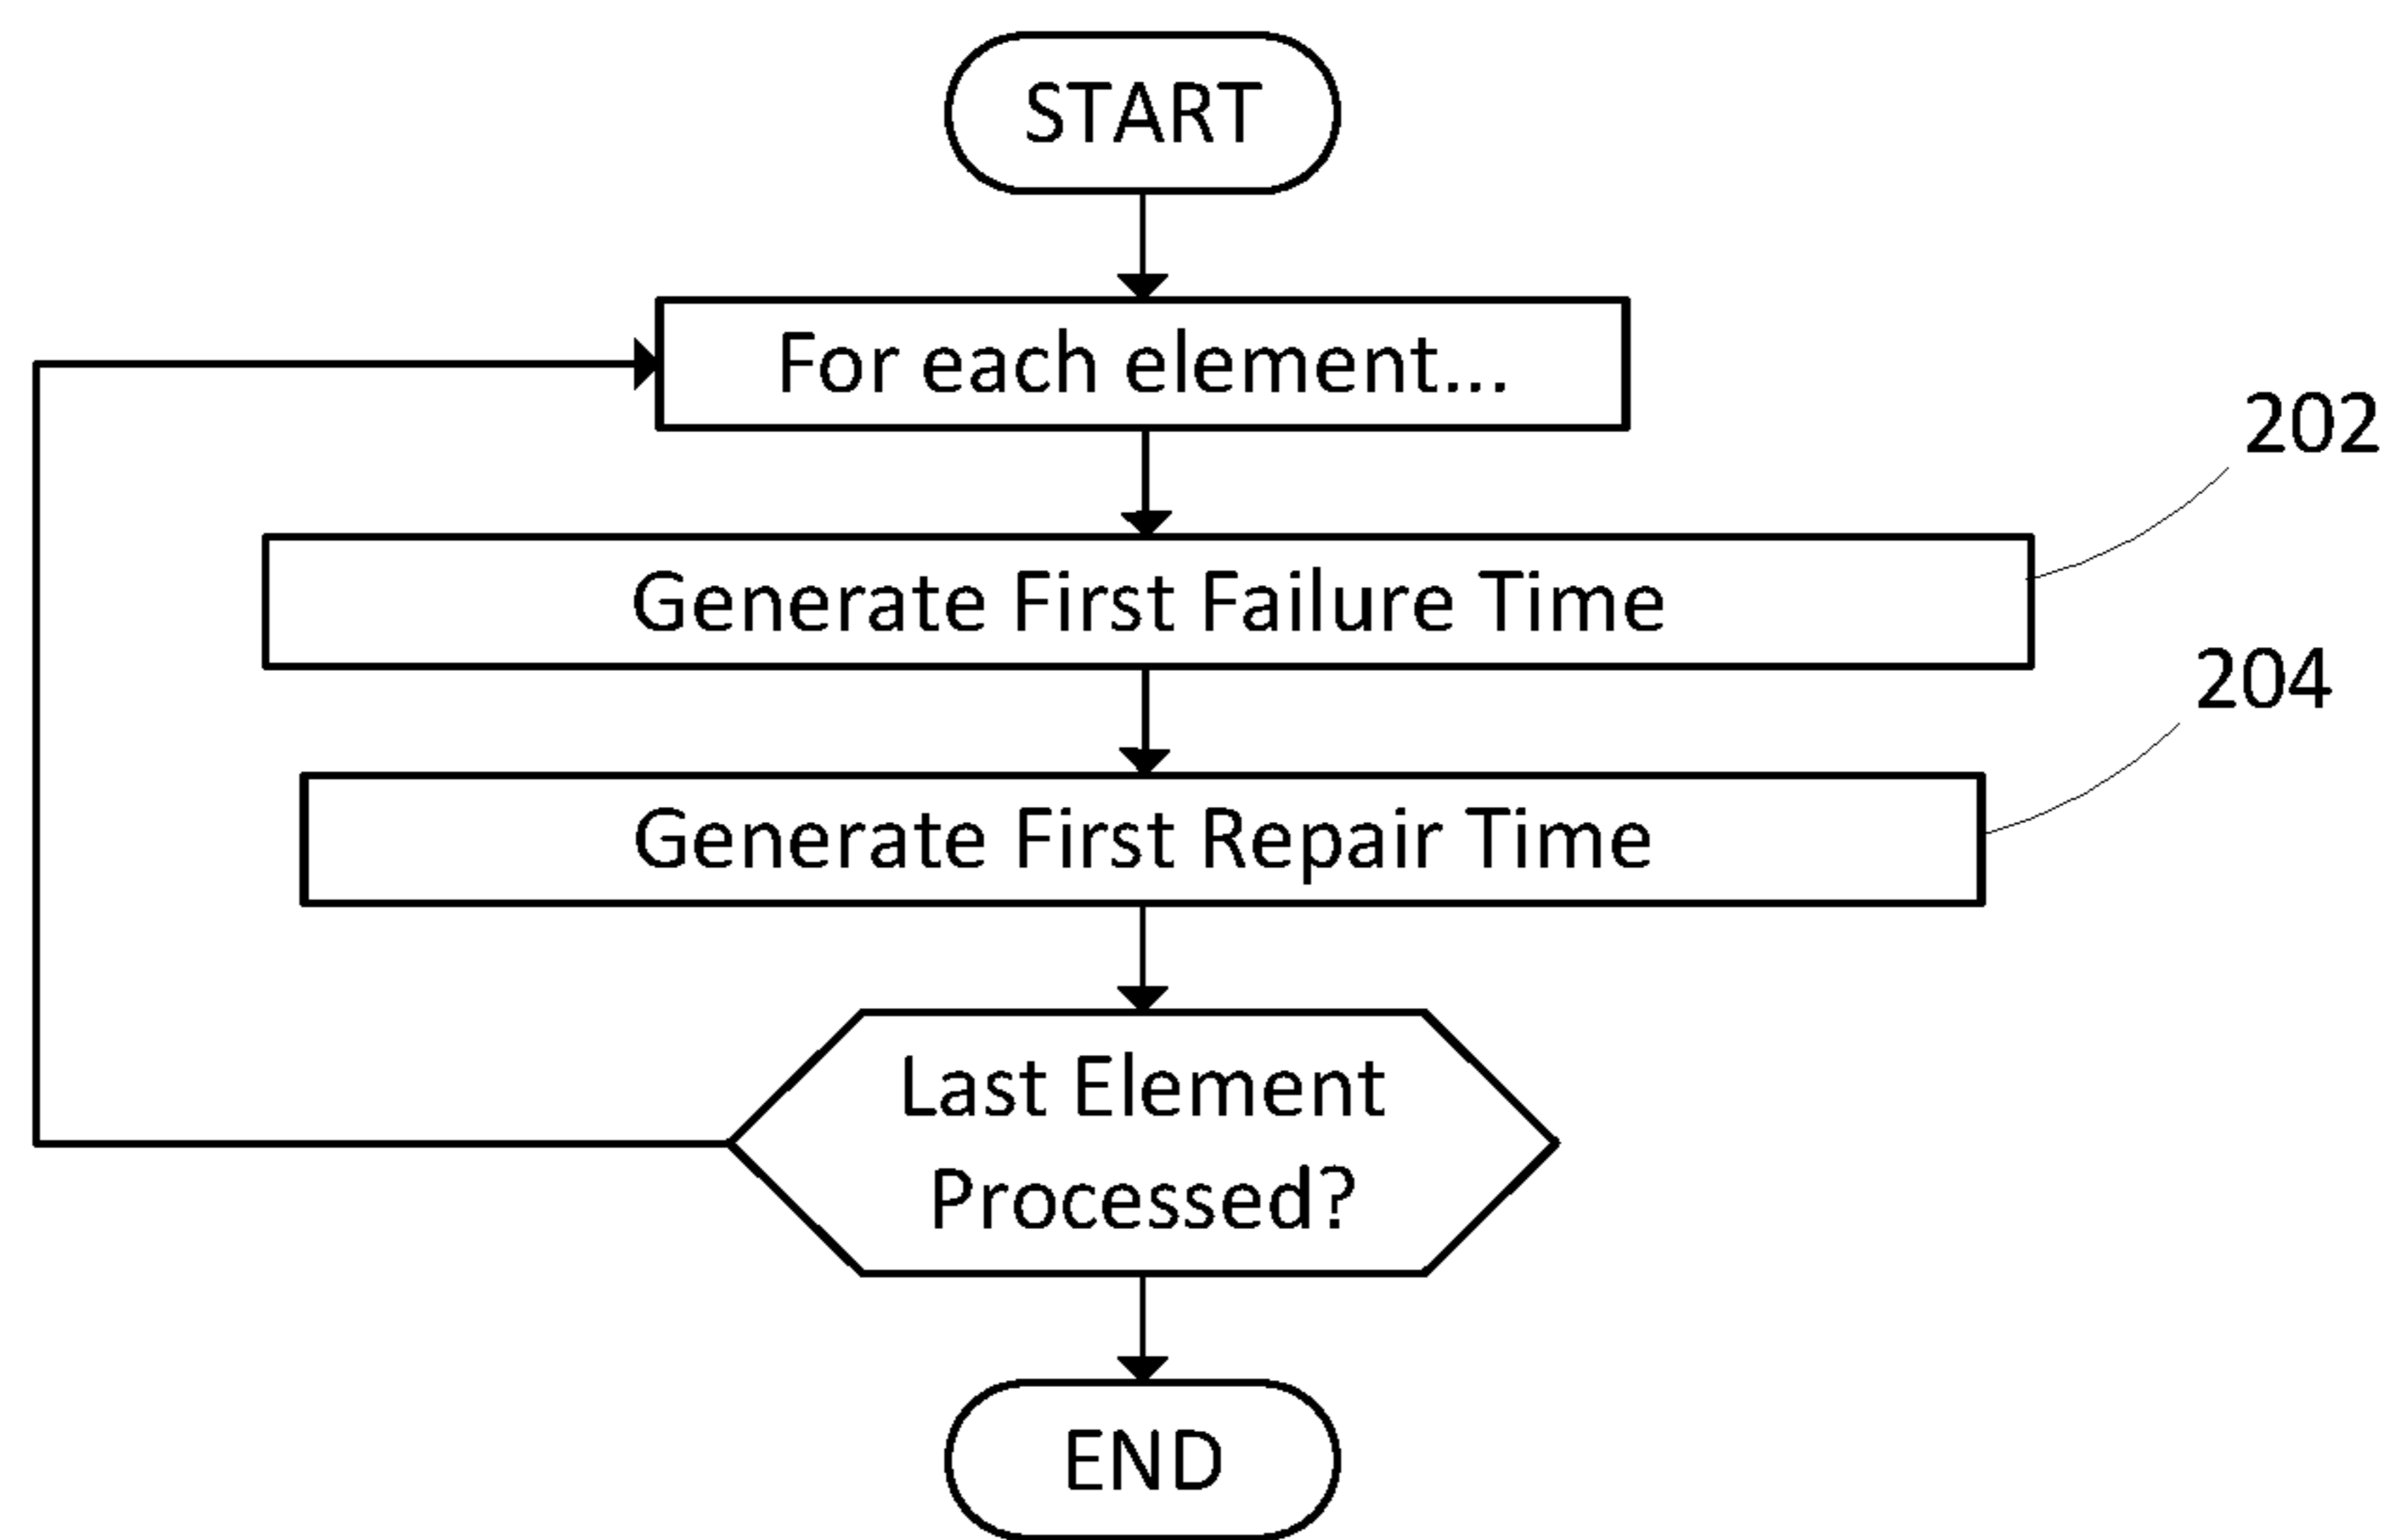 START
For each element...
202
Generate First Failure Time
204
Generate First Repair Time
Last Element
Processed?
END